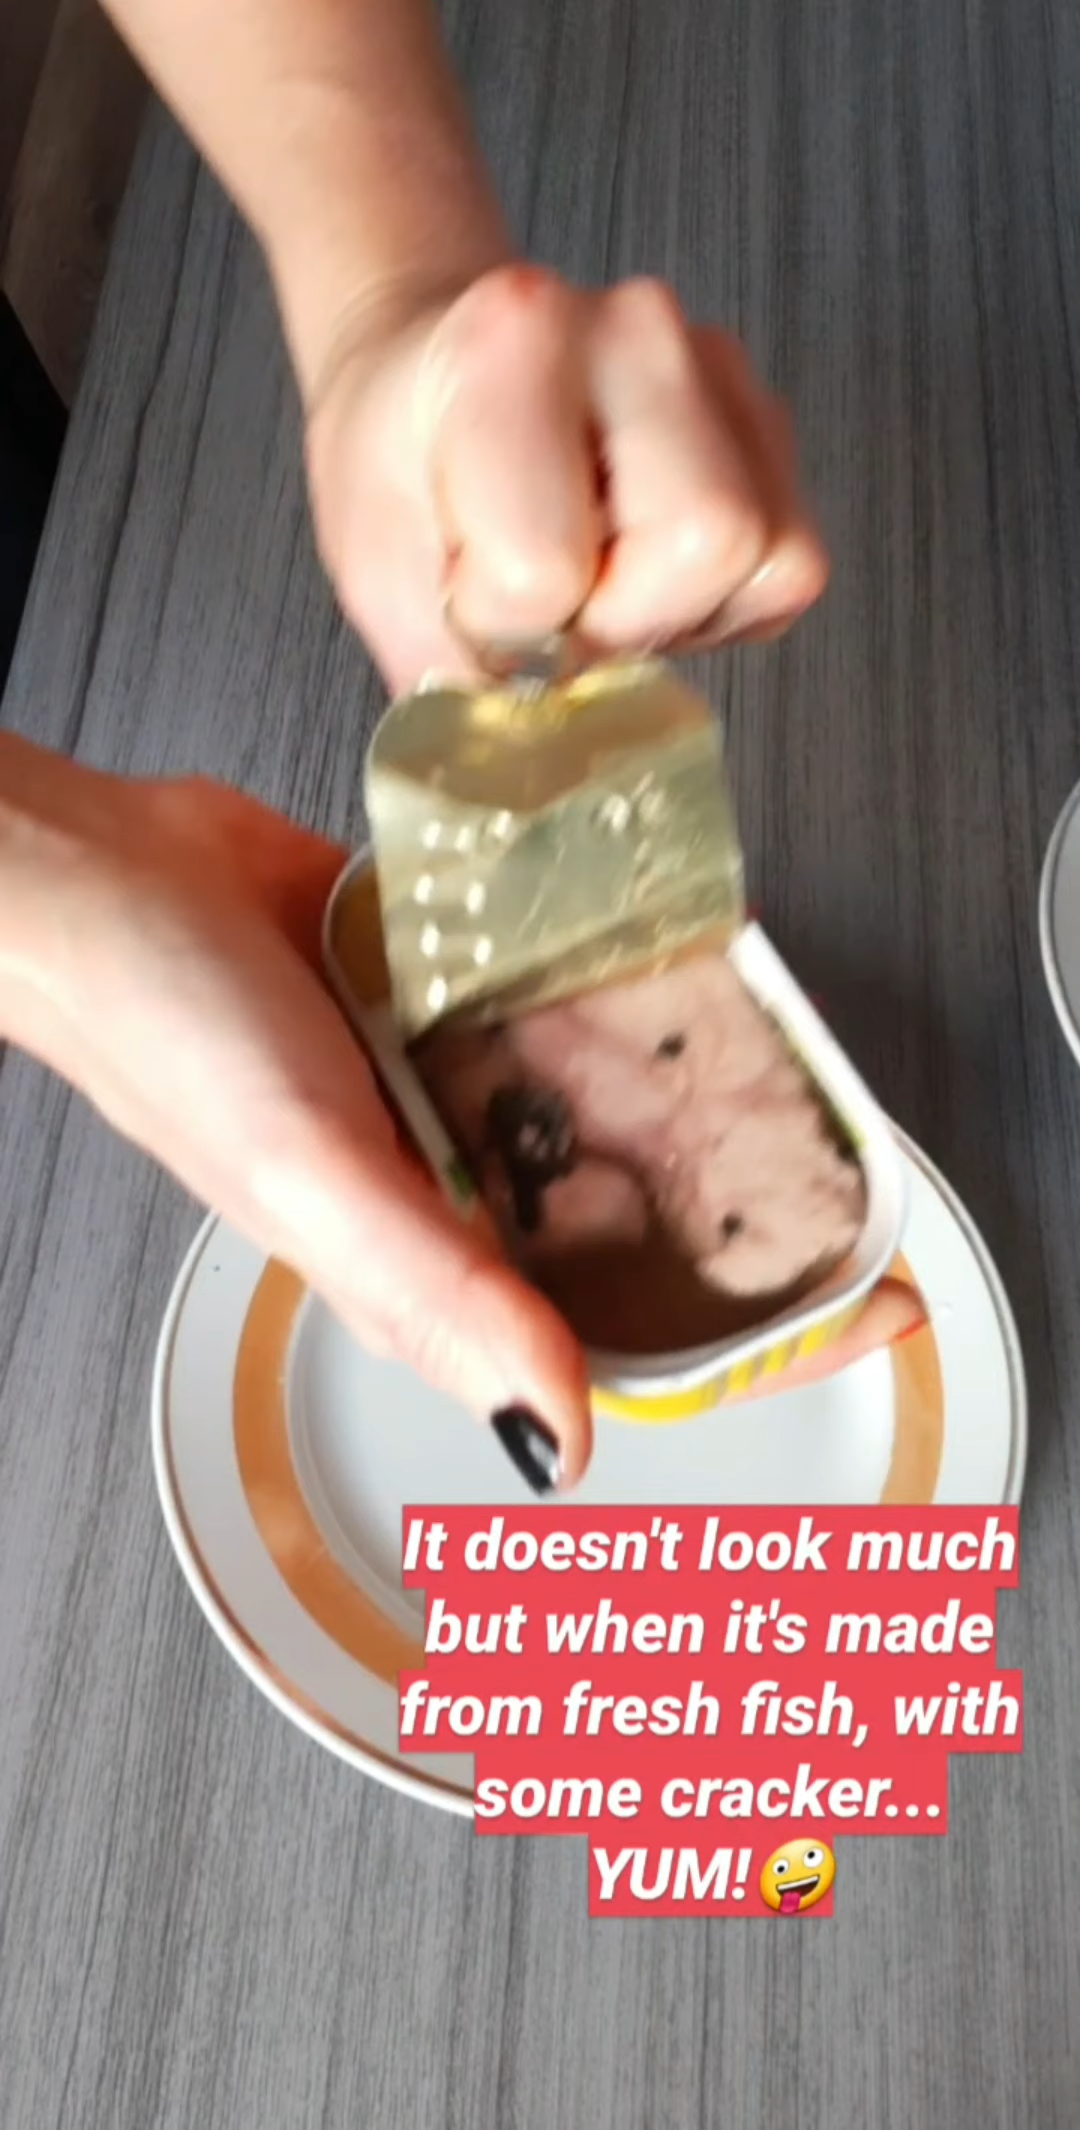 It doesn't look much
but when it's made
from fresh fish, with
some cracker...
YUM!🤪